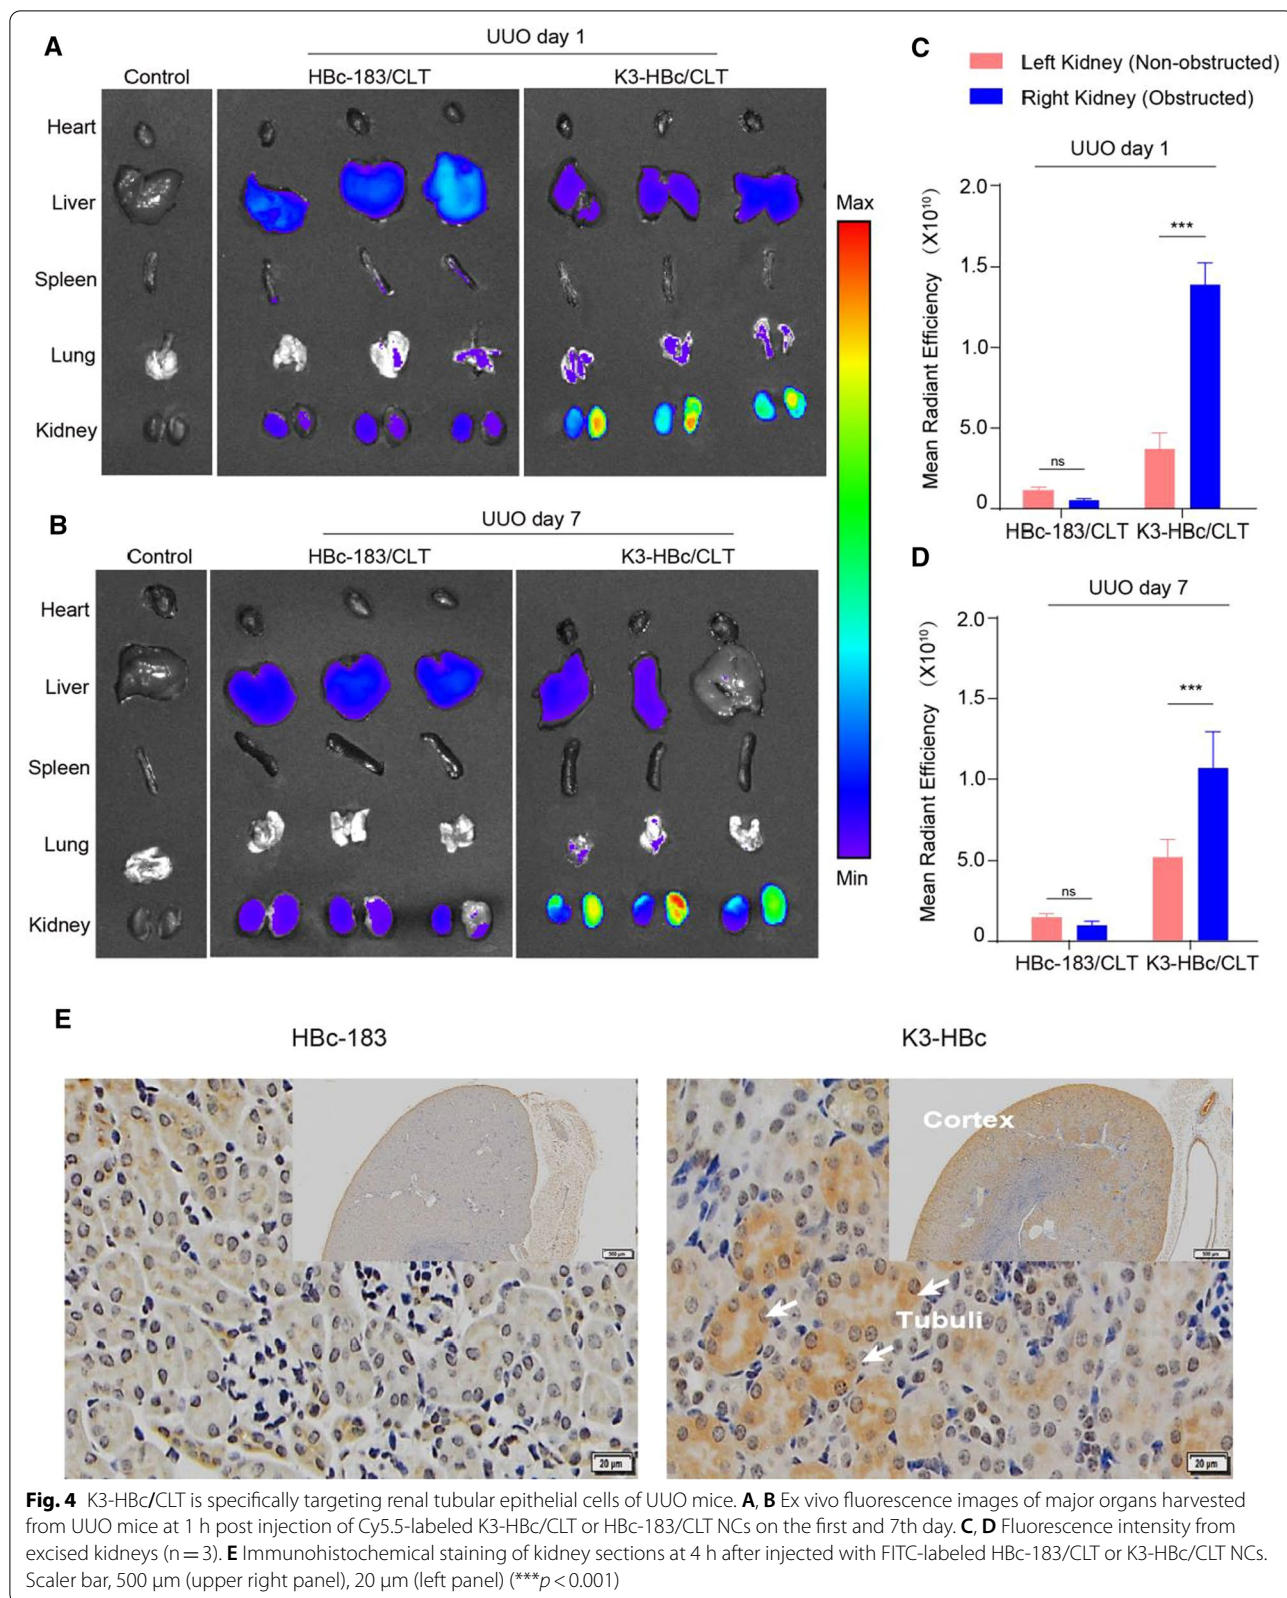 A
UUO day 1
Control
HBc-183/CLT
K3-HBc/CLT
Heart
Liver
Spleen
Lung
Kidney
B
UUO day 7
Control
HBc-183/CLT
K3-HBc/CLT
Heart
Liver
Spleen
Lung
Kidney
Max
Min
C
Left Kidney (Non-obstructed)
Right Kidney (Obstructed)
UUO day 1
Mean Radiant Efficiency (X10¹⁰)
2.0
1.5
1.0
5.0
0
ns
***
HBc-183/CLT K3-HBc/CLT
D
UUO day 7
Mean Radiant Efficiency (X10¹⁰)
2.0
1.5
1.0
5.0
0
ns
***
HBc-183/CLT K3-HBc/CLT
E
HBc-183
K3-HBc
500 μm
20 μm
Cortex
Tubuli
500 μm
20 μm
Fig. 4 K3-HBc/CLT is specifically targeting renal tubular epithelial cells of UUO mice. A, B Ex vivo fluorescence images of major organs harvested
from UUO mice at 1 h post injection of Cy5.5-labeled K3-HBc/CLT or HBc-183/CLT NCs on the first and 7th day. C, D Fluorescence intensity from
excised kidneys (n = 3). E Immunohistochemical staining of kidney sections at 4 h after injected with FITC-labeled HBc-183/CLT or K3-HBc/CLT NCs.
Scaler bar, 500 μm (upper right panel), 20 μm (left panel) (***p < 0.001)